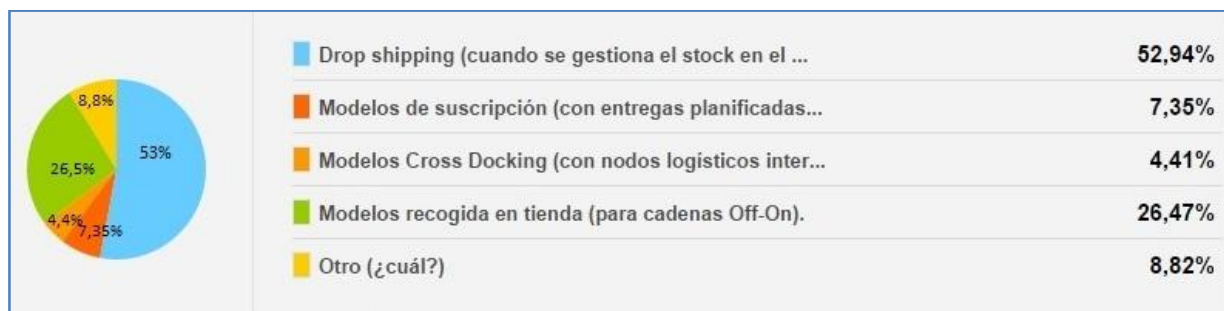 8,8%
53%
26,5%
4,4%
7,35%
Drop shipping (cuando se gestiona el stock en el ... 52,94%
Modelos de suscripción (con entregas planificadas... 7,35%
Modelos Cross Docking (con nodos logísticos inter... 4,41%
Modelos recogida en tienda (para cadenas Off-On). 26,47%
Otro (¿cuál?) 8,82%